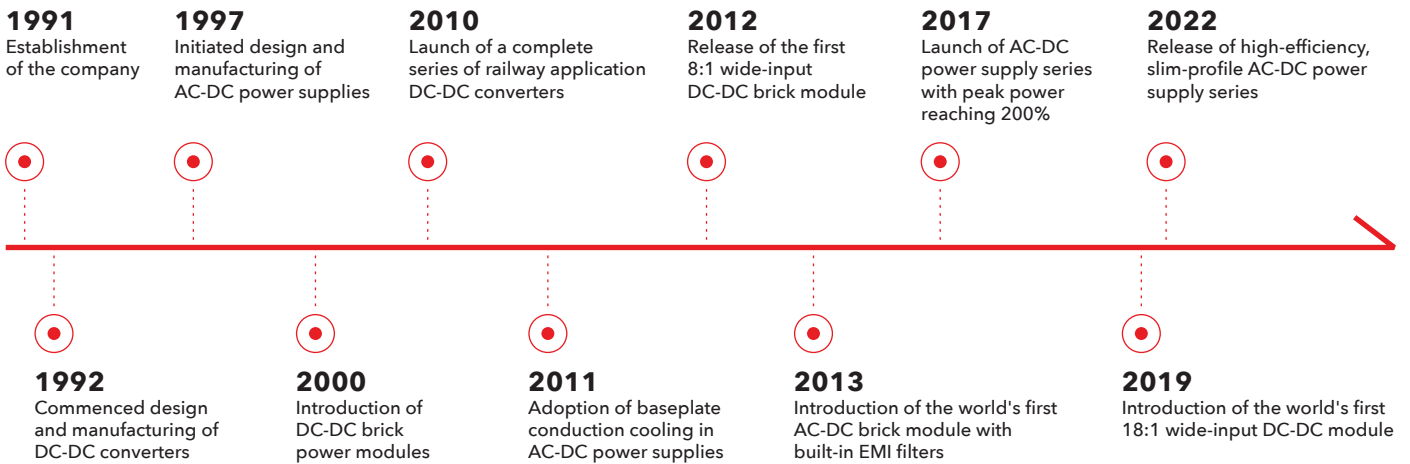 1991
Establishment
of the company
1997
Initiated design and
manufacturing of
AC-DC power supplies
2010
Launch of a complete
series of railway application
DC-DC converters
2012
Release of the first
8:1 wide-input
DC-DC brick module
2017
Launch of AC-DC
power supply series
with peak power
reaching 200%
2022
Release of high-efficiency,
slim-profile AC-DC power
supply series
1992
Commenced design
and manufacturing of
DC-DC converters
2000
Introduction of
DC-DC brick
power modules
2011
Adoption of baseplate
conduction cooling in
AC-DC power supplies
2013
Introduction of the world's first
AC-DC brick module with
built-in EMI filters
2019
Introduction of the world's first
18:1 wide-input DC-DC module